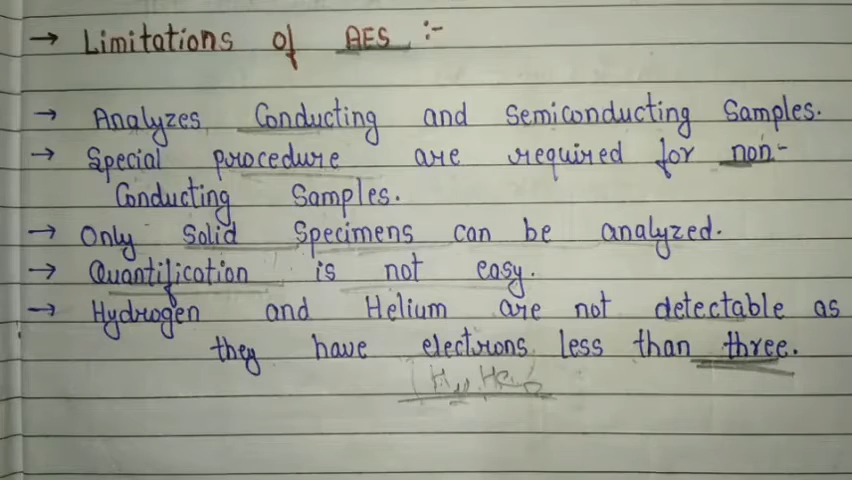 → Limitations of AES :-
→ Analyzes Conducting and Semiconducting Samples.
→ Special procedure are required for non-
Conducting Samples.
→ Only Solid Specimens can be analyzed.
→ Quantification is not easy.
→ Hydrogen and Helium are not detectable as
they have electrons less than three.